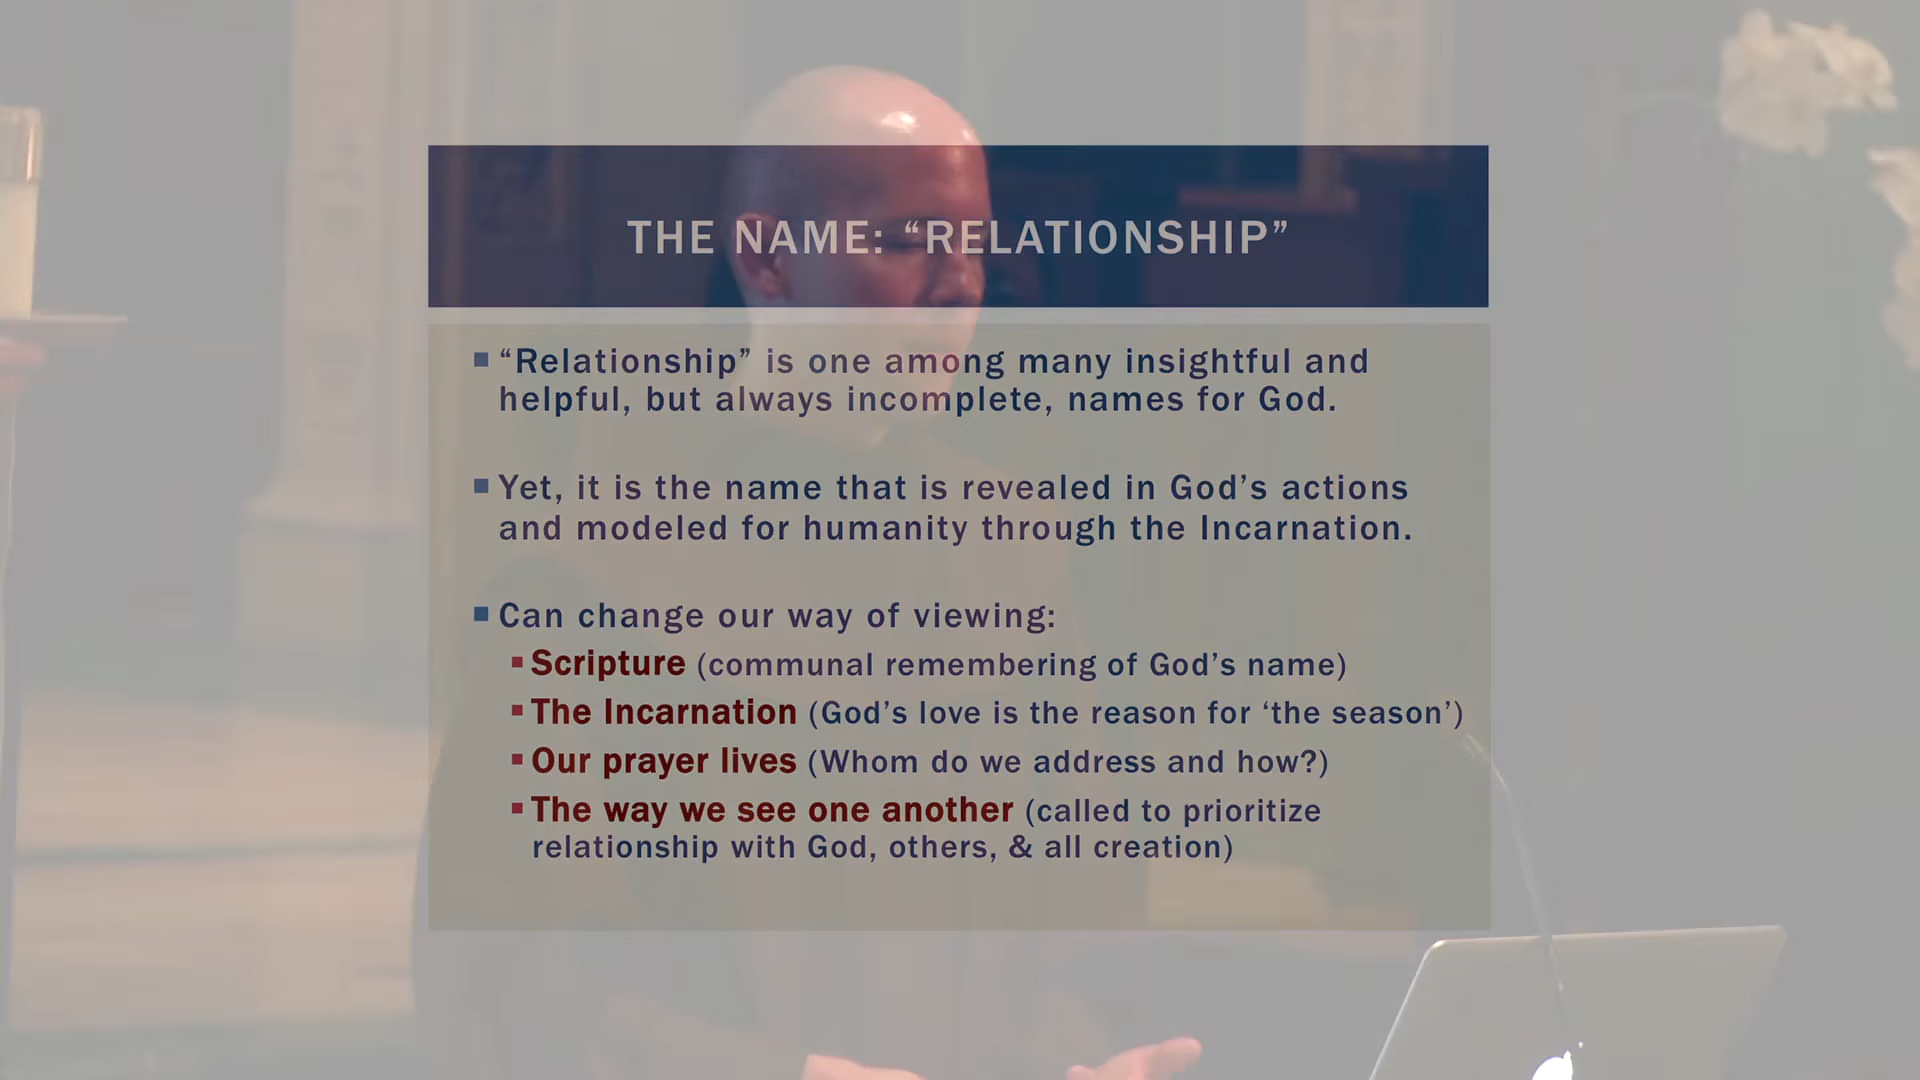 THE NAME: “RELATIONSHIP”
“Relationship” is one among many insightful and
helpful, but always incomplete, names for God.
Yet, it is the name that is revealed in God’s actions
and modeled for humanity through the Incarnation.
Can change our way of viewing:
Scripture (communal remembering of God’s name)
The Incarnation (God’s love is the reason for ‘the season’)
Our prayer lives (Whom do we address and how?)
The way we see one another (called to prioritize
relationship with God, others, & all creation)